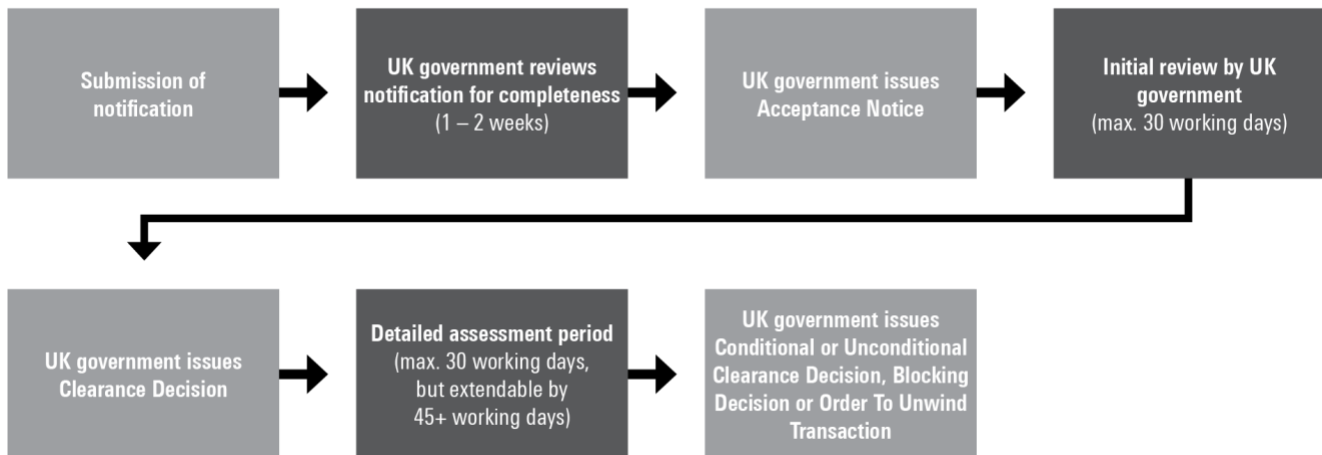 Submission of
notification
UK government reviews
notification for completeness
(1 – 2 weeks)
UK government issues
Acceptance Notice
Initial review by UK
government
(max. 30 working days)
UK government issues
Clearance Decision
Detailed assessment period
(max. 30 working days,
but extendable by
45+ working days)
UK government issues
Conditional or Unconditional
Clearance Decision, Blocking
Decision or Order To Unwind
Transaction